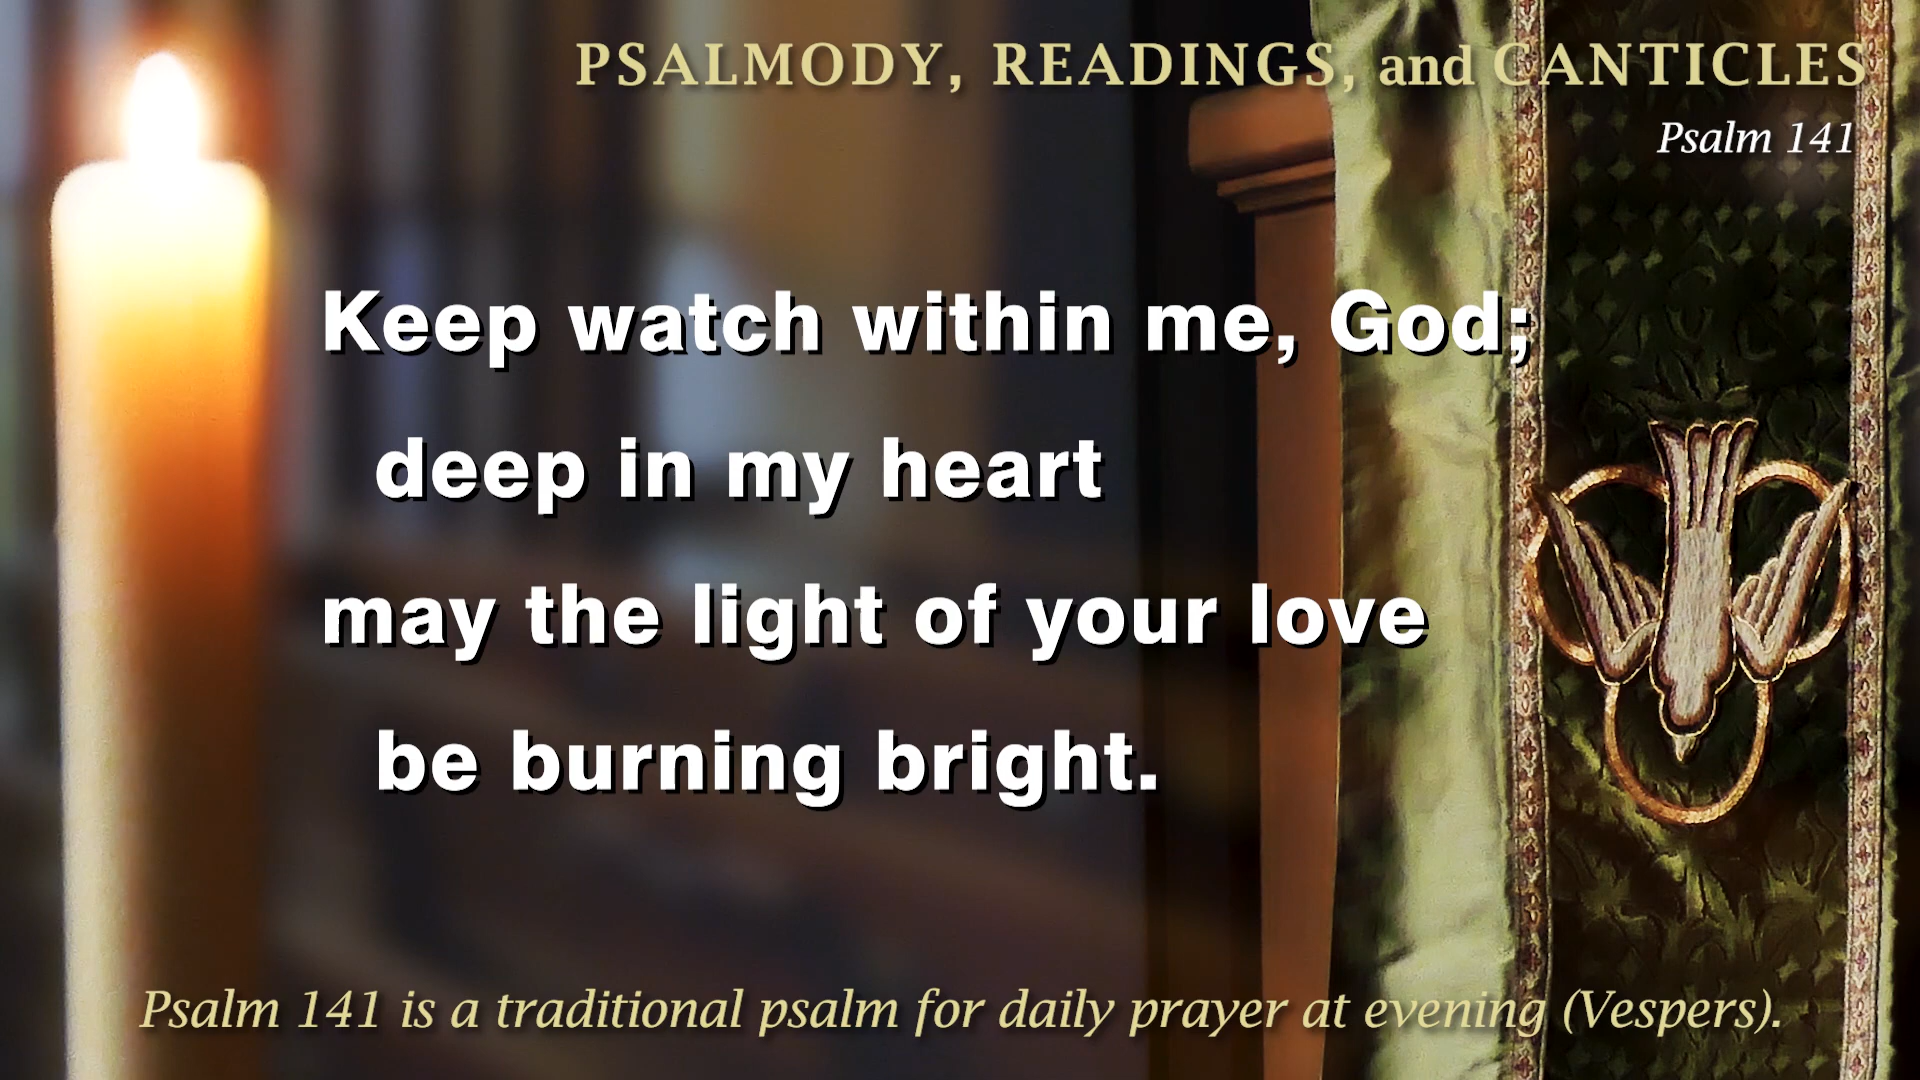 PSALMODY, READINGS, and CANTICLES
Psalm 141
Keep watch within me, God;
deep in my heart
may the light of your love
be burning bright.
Psalm 141 is a traditional psalm for daily prayer at evening (Vespers).